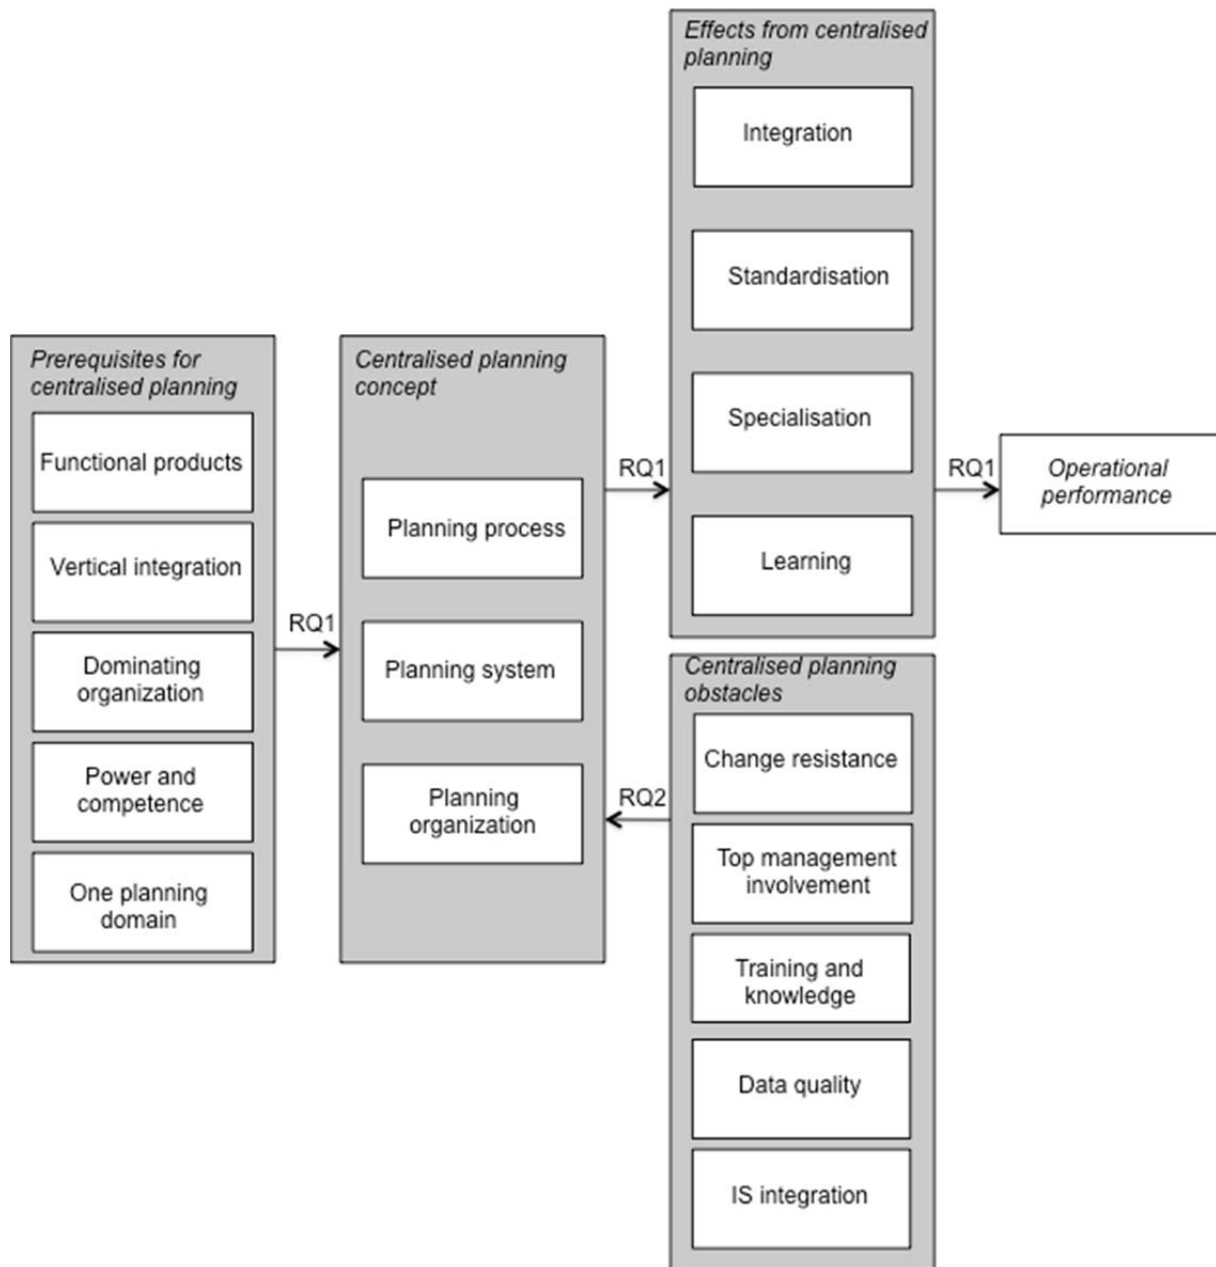 Prerequisites for
centralised planning
Functional products
Vertical integration
Dominating
organization
Power and
competence
One planning
domain
RQ1
Centralised planning
concept
Planning process
Planning system
Planning
organization
RQ1
Effects from centralised
planning
Integration
Standardisation
Specialisation
Learning
RQ1
Operational
performance
RQ2
Centralised planning
obstacles
Change resistance
Top management
involvement
Training and
knowledge
Data quality
IS integration